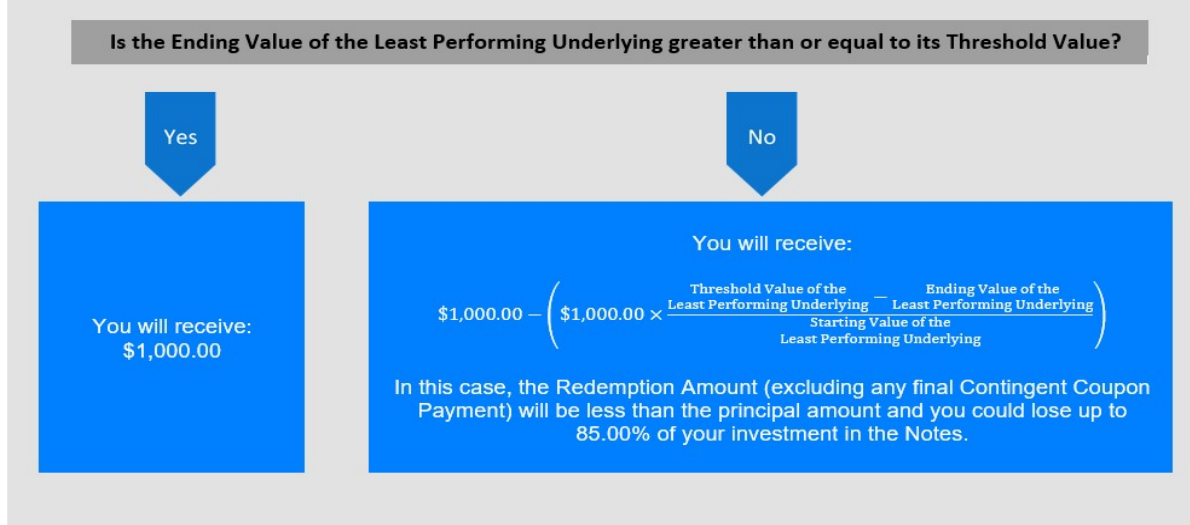 Is the Ending Value of the Least Performing Underlying greater than or equal to its Threshold Value?
Yes
No
You will receive:
$1,000.00
You will receive:
$1,000.00 − ($1,000.00 × (Threshold Value of the Least Performing Underlying − Ending Value of the Least Performing Underlying) / Starting Value of the Least Performing Underlying)
In this case, the Redemption Amount (excluding any final Contingent Coupon
Payment) will be less than the principal amount and you could lose up to
85.00% of your investment in the Notes.